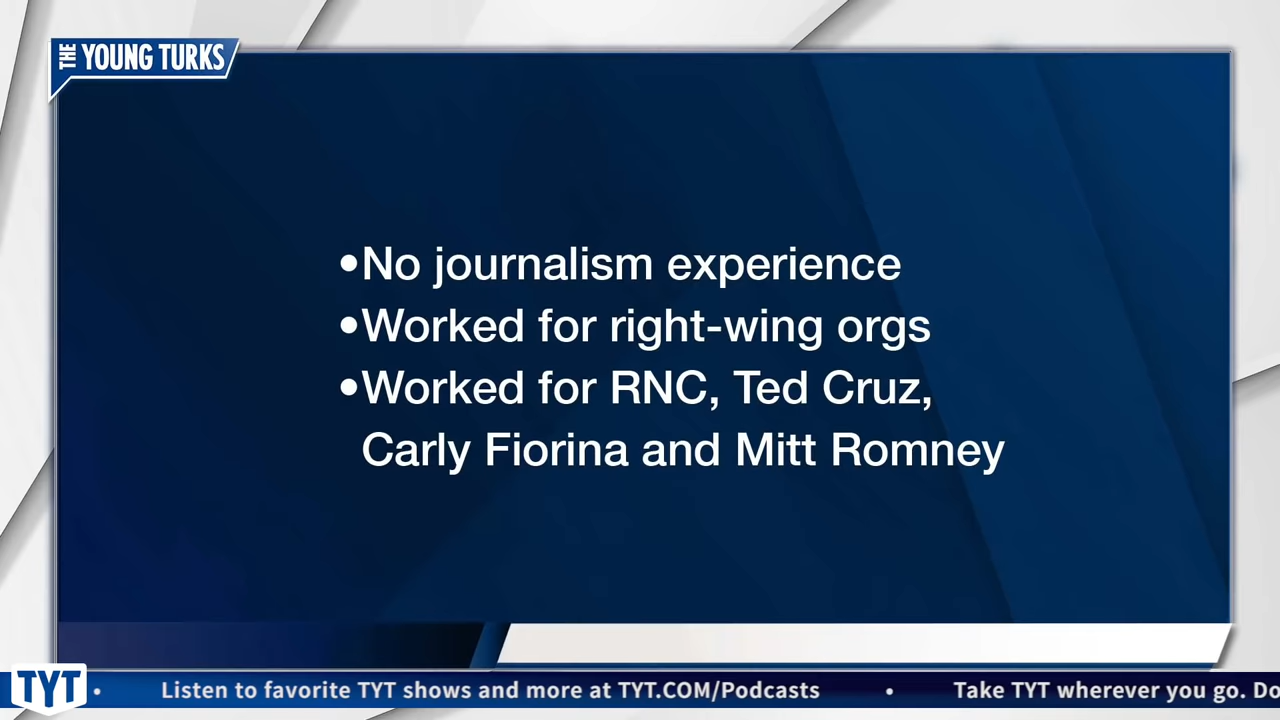 THE YOUNG TURKS
•No journalism experience
•Worked for right-wing orgs
•Worked for RNC, Ted Cruz,
Carly Fiorina and Mitt Romney
TYT • Listen to favorite TYT shows and more at TYT.COM/Podcasts • Take TYT wherever you go. Do